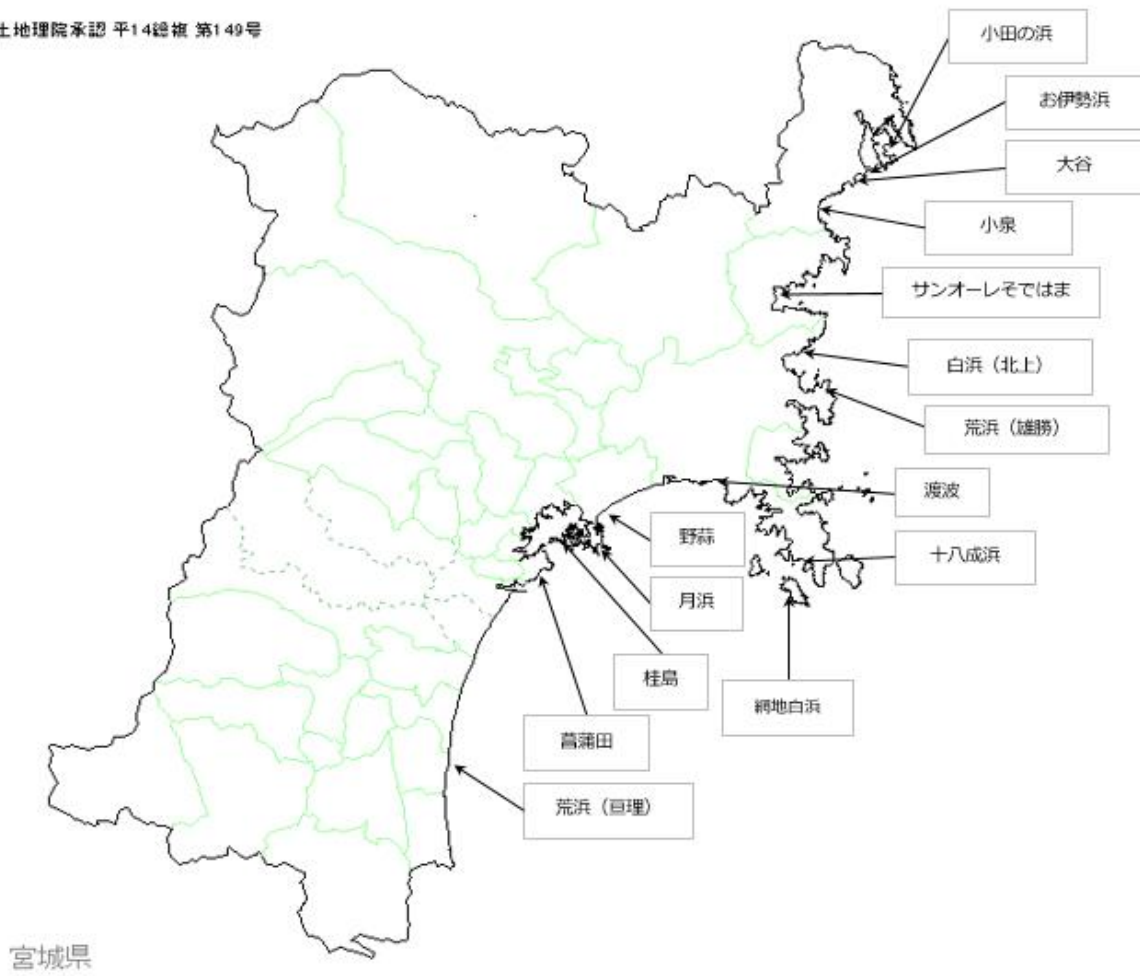 土地理院承認 平14総複 第149号
小田の浜
お伊勢浜
大谷
小泉
サンオーレそではま
白浜（北上）
荒浜（雄勝）
渡波
野蒜
十八成浜
月浜
桂島
網地白浜
菖蒲田
荒浜（亘理）
宮城県